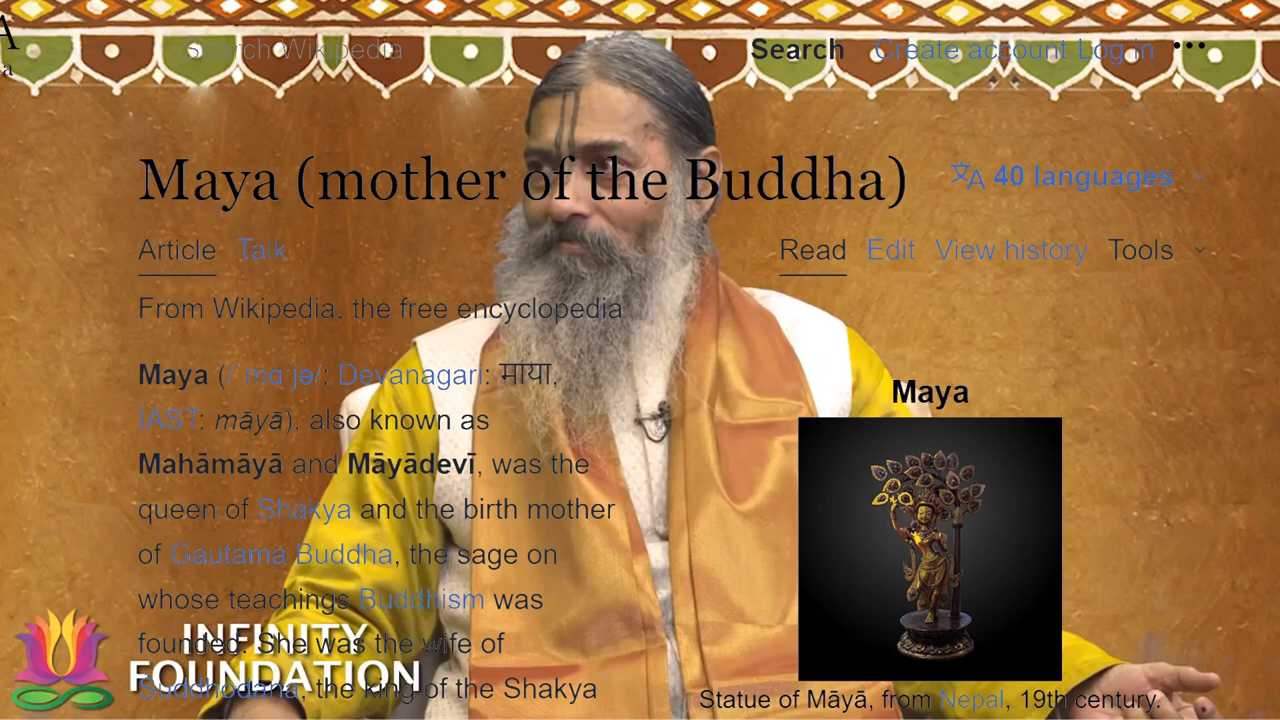 A
a
Search Wikipedia
Search Create account Log in •••
Maya (mother of the Buddha)
40 languages
Article Talk
Read Edit View history Tools
From Wikipedia, the free encyclopedia
Maya (/ˈmɑːjə/; Devanagari: माया,
IAST: māyā), also known as
Mahāmāyā and Māyādevī, was the
queen of Shakya and the birth mother
of Gautama Buddha, the sage on
whose teachings Buddhism was
founded. She was the wife of
Śuddhodana, the king of the Shakya
Maya
Statue of Māyā, from Nepal, 19th century.
INFINITY
FOUNDATION